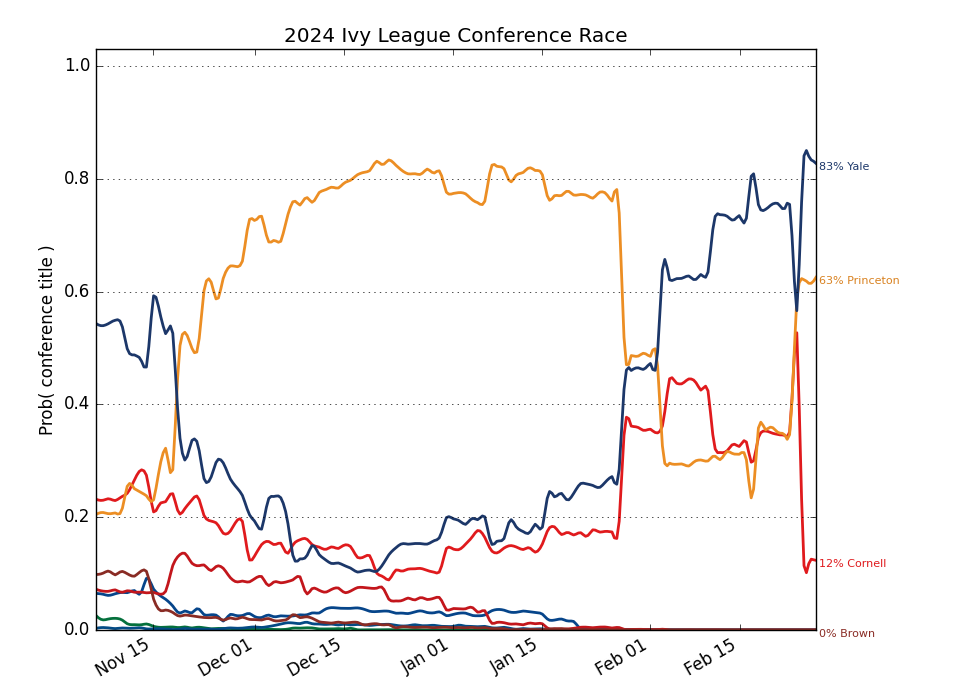 2024 Ivy League Conference Race
Prob( conference title )
1.0
0.8
0.6
0.4
0.2
0.0
83% Yale
63% Princeton
12% Cornell
0% Brown
Nov 15
Dec 01
Dec 15
Jan 01
Jan 15
Feb 01
Feb 15